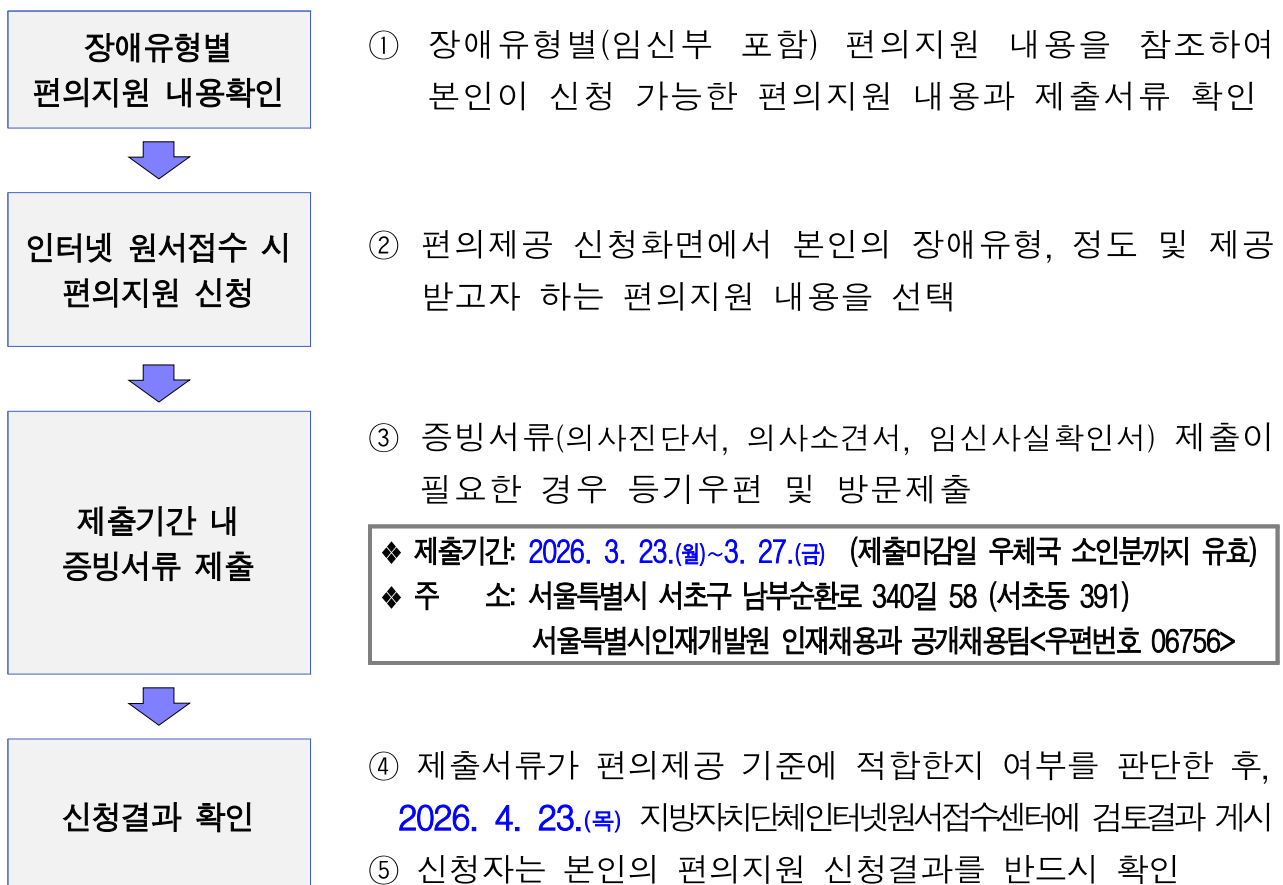 장애유형별
편의지원 내용확인
① 장애유형별(임신부 포함) 편의지원 내용을 참조하여
본인이 신청 가능한 편의지원 내용과 제출서류 확인
인터넷 원서접수 시
편의지원 신청
② 편의제공 신청화면에서 본인의 장애유형, 정도 및 제공
받고자 하는 편의지원 내용을 선택
제출기간 내
증빙서류 제출
③ 증빙서류(의사진단서, 의사소견서, 임신사실확인서) 제출이
필요한 경우 등기우편 및 방문제출
❖ 제출기간: 2026. 3. 23.(월)~3. 27.(금) (제출마감일 우체국 소인분까지 유효)
❖ 주 소: 서울특별시 서초구 남부순환로 340길 58 (서초동 391)
서울특별시인재개발원 인재채용과 공개채용팀<우편번호 06756>
신청결과 확인
④ 제출서류가 편의제공 기준에 적합한지 여부를 판단한 후,
2026. 4. 23.(목) 지방자치단체인터넷원서접수센터에 검토결과 게시
⑤ 신청자는 본인의 편의지원 신청결과를 반드시 확인